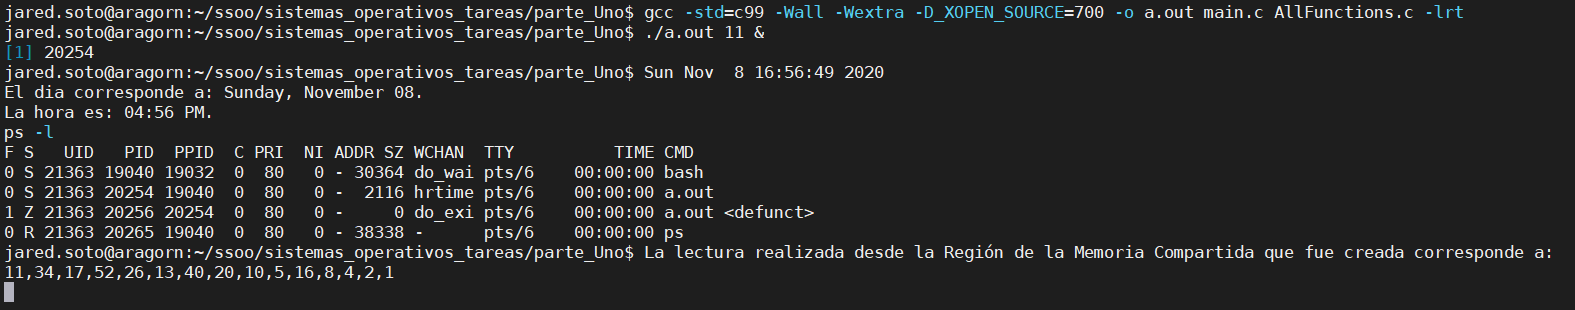 jared.soto@aragorn:~/ssoo/sistemas_operativos_tareas/parte_Uno$ gcc -std=c99 -Wall -Wextra -D_XOPEN_SOURCE=700 -o a.out main.c AllFunctions.c -lrt
jared.soto@aragorn:~/ssoo/sistemas_operativos_tareas/parte_Uno$ ./a.out 11 &
[1] 20254
jared.soto@aragorn:~/ssoo/sistemas_operativos_tareas/parte_Uno$ Sun Nov  8 16:56:49 2020
El dia corresponde a: Sunday, November 08.
La hora es: 04:56 PM.
ps -l
F S   UID   PID  PPID  C PRI  NI ADDR SZ WCHAN  TTY          TIME CMD
0 S 21363 19040 19032  0  80   0 - 30364 do_wai pts/6    00:00:00 bash
0 S 21363 20254 19040  0  80   0 -  2116 hrtime pts/6    00:00:00 a.out
1 Z 21363 20256 20254  0  80   0 -     0 do_exi pts/6    00:00:00 a.out <defunct>
0 R 21363 20265 19040  0  80   0 - 38338 -      pts/6    00:00:00 ps
jared.soto@aragorn:~/ssoo/sistemas_operativos_tareas/parte_Uno$ La lectura realizada desde la Región de la Memoria Compartida que fue creada corresponde a:
11,34,17,52,26,13,40,20,10,5,16,8,4,2,1